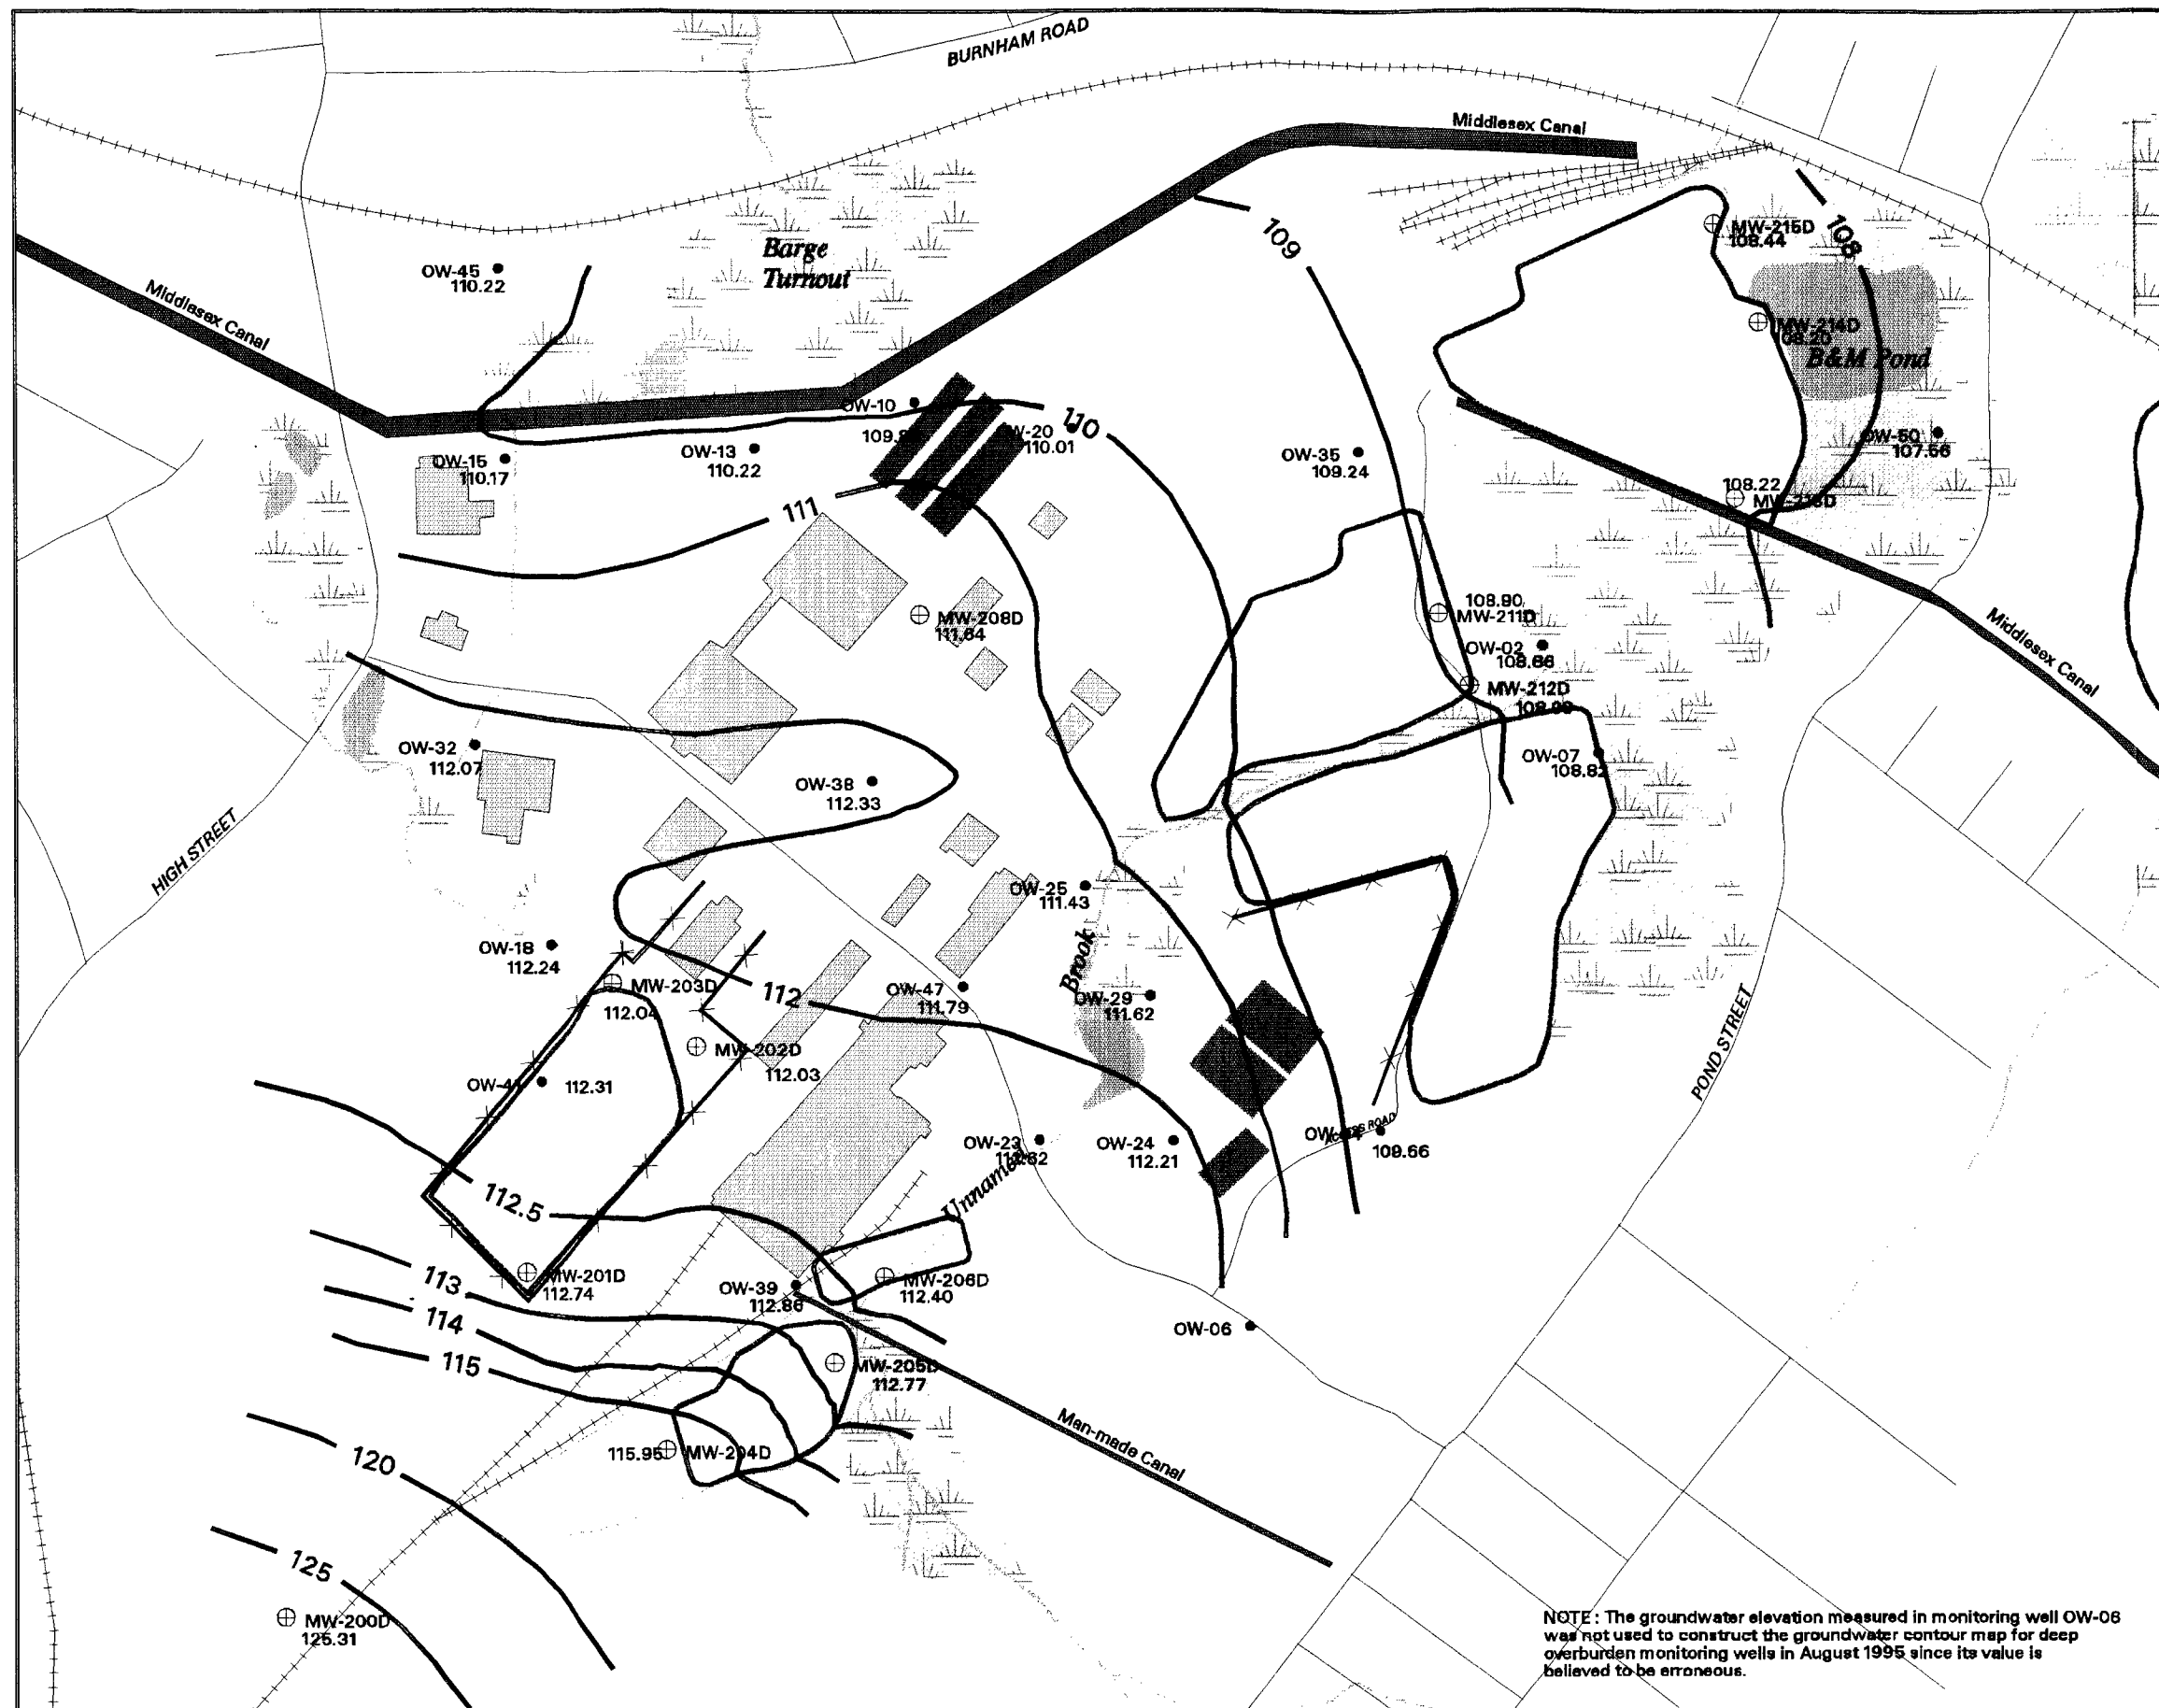 BURNHAM ROAD
Middlesex Canal
MW-215D
108.44
108
109
Barge
Turnout
OW-45
110.22
Middlesex Canal
MW-214D
108.20
B&M Pond
OW-10
OW-20
110.01
110
OW-50
107.56
OW-15
110.17
OW-13
110.22
OW-35
109.24
108.22
111
108.90
MW-211D
MW-208D
111.64
OW-02
108.86
MW-212D
Middlesex Canal
OW-32
112.07
OW-38
112.33
OW-07
108.82
HIGH STREET
OW-25
111.43
OW-18
112.24
Brook
MW-203D
112.04
112
OW-47
111.79
OW-29
111.62
MW-202D
112.03
POND STREET
112.31
ACCESS ROAD
109.66
OW-23
OW-24
112.21
Unnamed
112.5
113
MW-201D
112.74
OW-39
112.86
MW-206D
112.40
114
115
OW-06
MW-205D
112.77
Man-made Canal
120
115.95
MW-204D
125
MW-200D
125.31
NOTE : The groundwater elevation measured in monitoring well OW-06
was not used to construct the groundwater contour map for deep
overburden monitoring wells in August 1995 since its value is
believed to be erroneous.